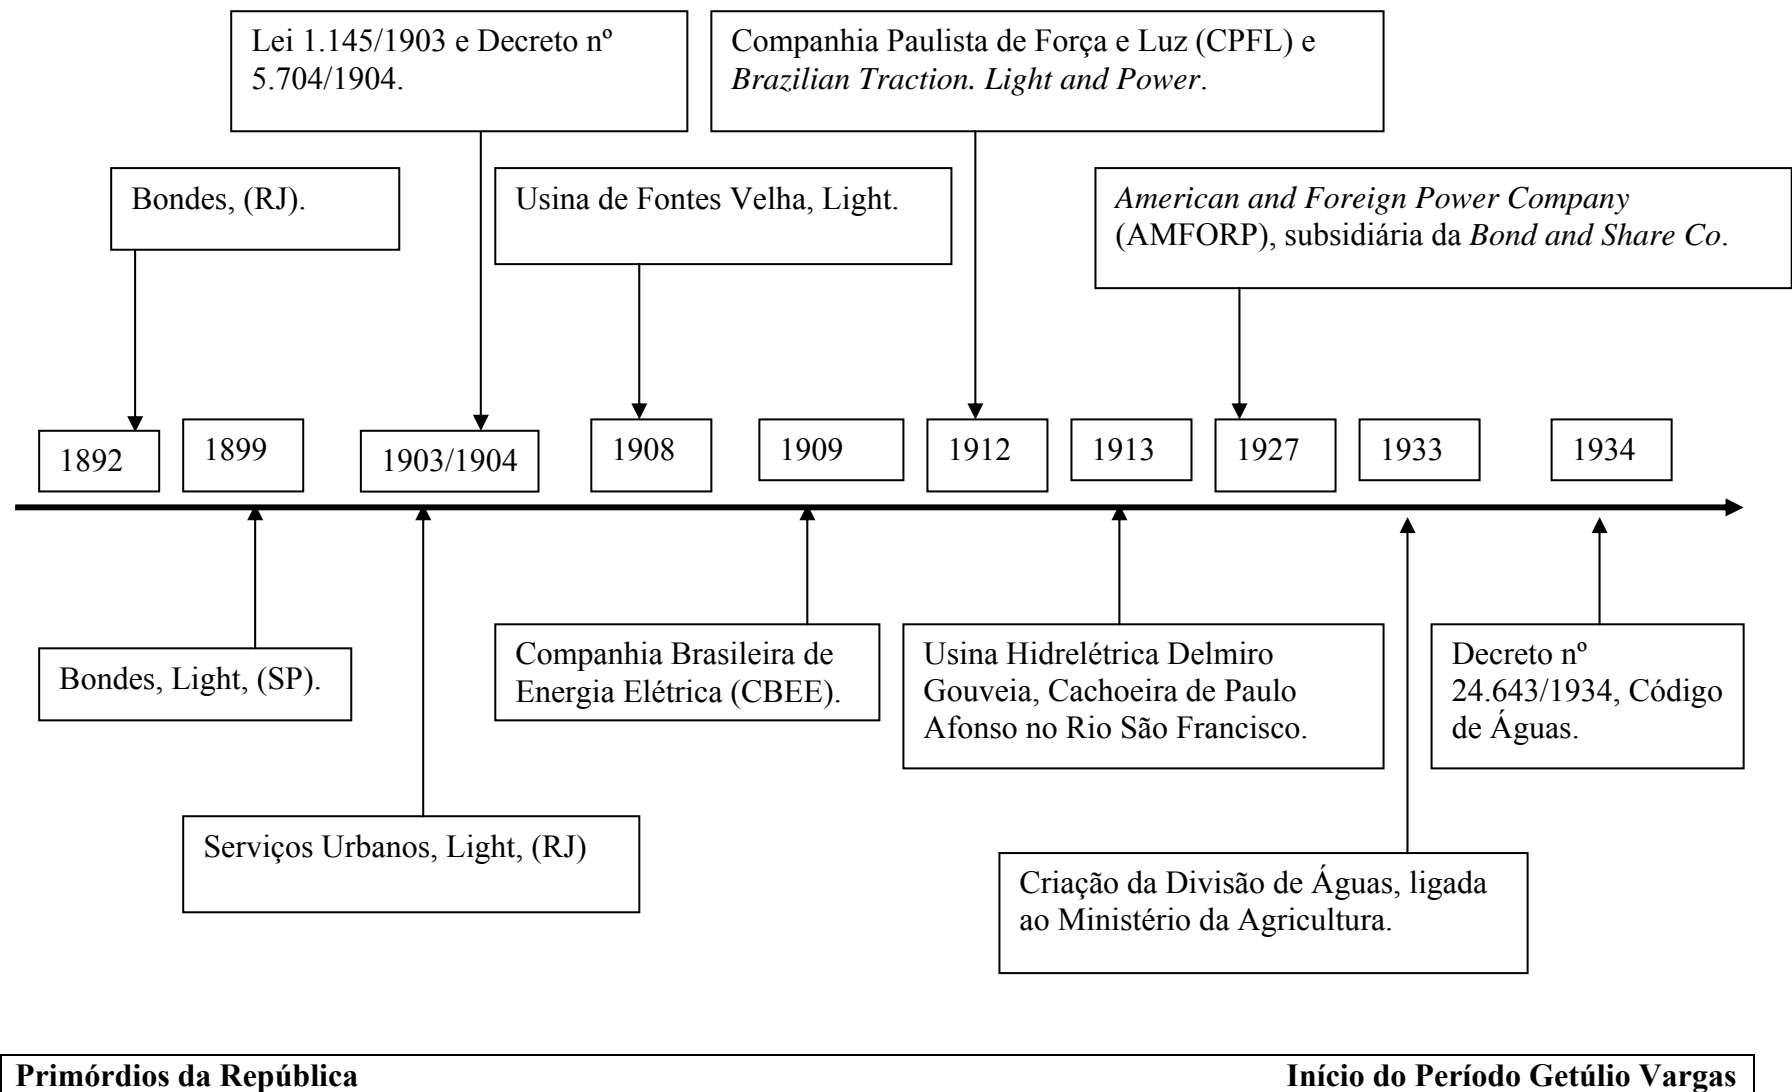 Lei 1.145/1903 e Decreto nº
5.704/1904.
Companhia Paulista de Força e Luz (CPFL) e
Brazilian Traction. Light and Power.
Bondes, (RJ).
Usina de Fontes Velha, Light.
American and Foreign Power Company
(AMFORP), subsidiária da Bond and Share Co.
1892
1899
1903/1904
1908
1909
1912
1913
1927
1933
1934
Bondes, Light, (SP).
Companhia Brasileira de
Energia Elétrica (CBEE).
Usina Hidrelétrica Delmiro
Gouveia, Cachoeira de Paulo
Afonso no Rio São Francisco.
Decreto nº
24.643/1934, Código
de Águas.
Serviços Urbanos, Light, (RJ)
Criação da Divisão de Águas, ligada
ao Ministério da Agricultura.
Primórdios da República
Início do Período Getúlio Vargas